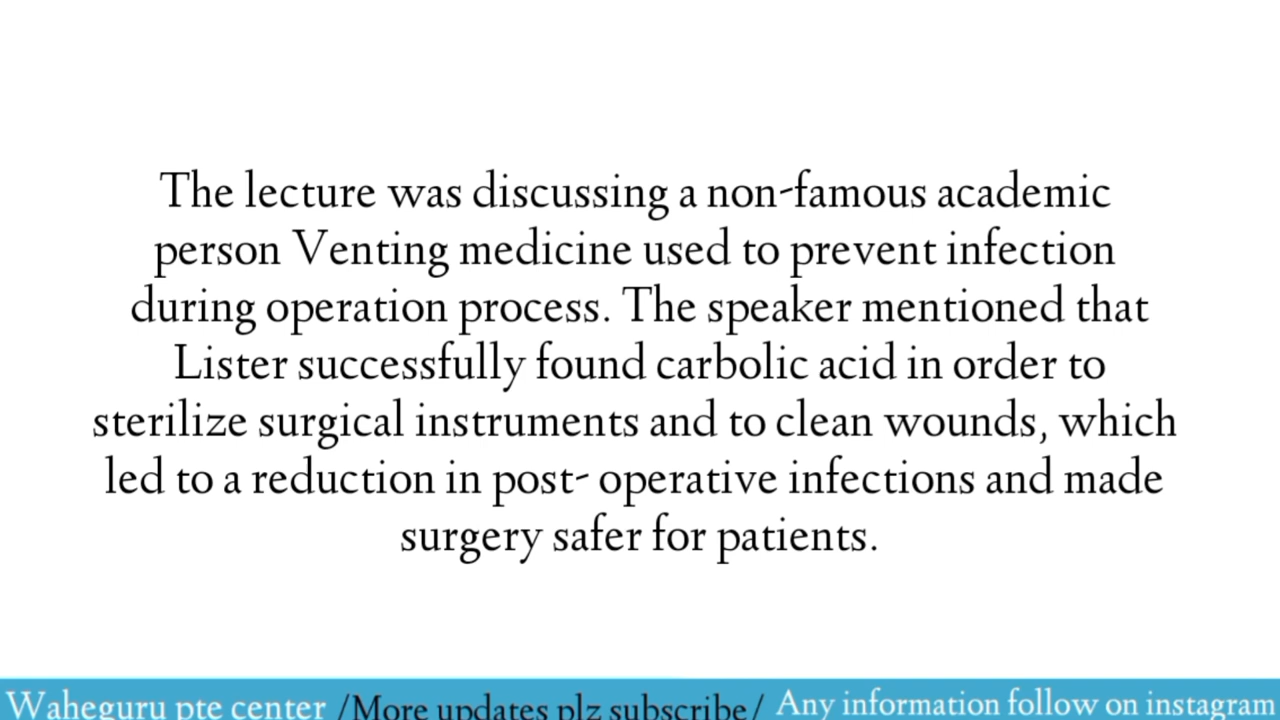 The lecture was discussing a non-famous academic
person Venting medicine used to prevent infection
during operation process. The speaker mentioned that
Lister successfully found carbolic acid in order to
sterilize surgical instruments and to clean wounds, which
led to a reduction in post- operative infections and made
surgery safer for patients.
Waheguru pte center /More updates plz subscribe/ Any information follow on instagram